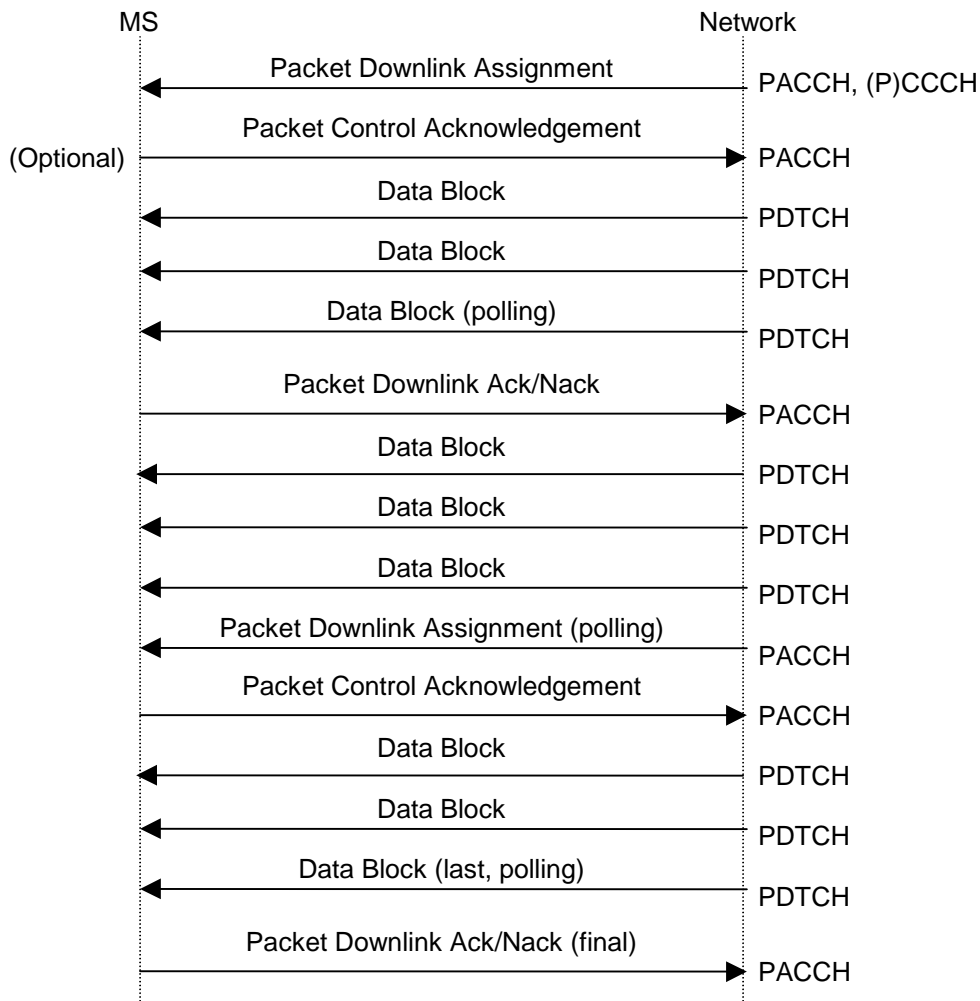 MS Network
Packet Downlink Assignment PACCH, (P)CCCH
Packet Control Acknowledgement
(Optional) PACCH
Data Block PDTCH
Data Block PDTCH
Data Block (polling) PDTCH
Packet Downlink Ack/Nack PACCH
Data Block PDTCH
Data Block PDTCH
Data Block PDTCH
Packet Downlink Assignment (polling) PACCH
Packet Control Acknowledgement PACCH
Data Block PDTCH
Data Block PDTCH
Data Block (last, polling) PDTCH
Packet Downlink Ack/Nack (final) PACCH